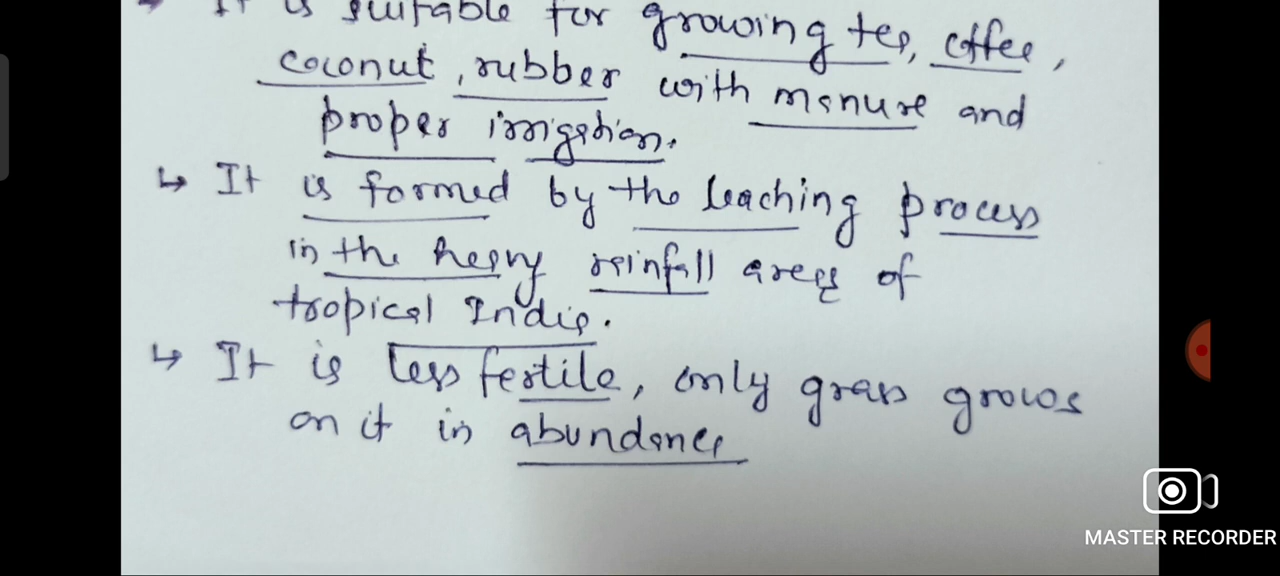 It is suitable for growing tea, coffee,
coconut, rubber with manure and
proper irrigation.
↳ It is formed by the leaching process
in the heavy rainfall areas of
tropical India.
↳ It is less fertile, only grass grows
on it in abundance
MASTER RECORDER